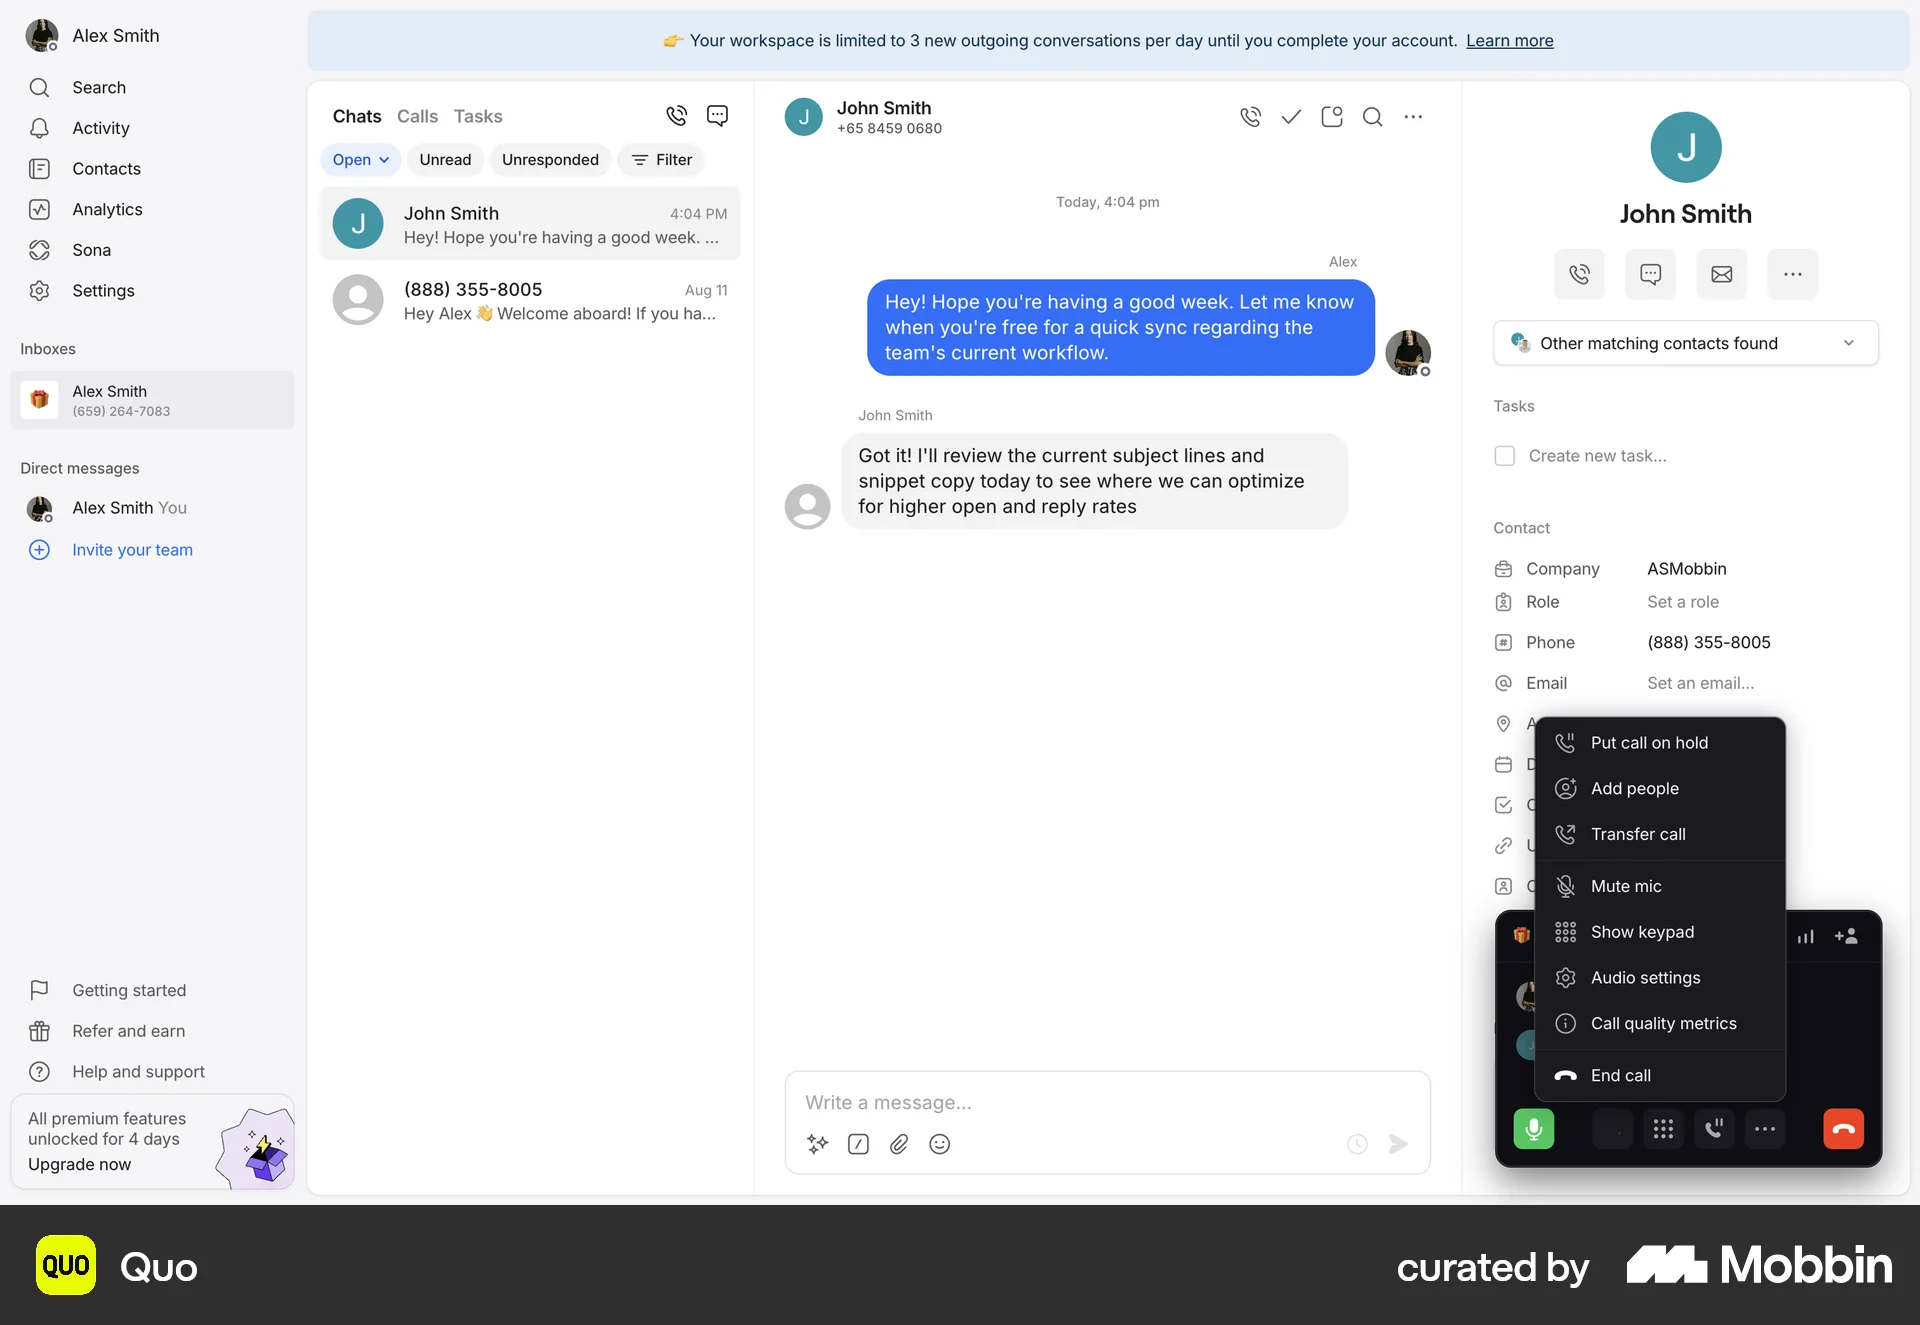 Alex Smith
Search
Activity
Contacts
Analytics
Sona
Settings
Inboxes
Alex Smith
(659) 264-7083
Direct messages
Alex Smith You
Invite your team
Getting started
Refer and earn
Help and support
All premium features
unlocked for 4 days
Upgrade now
👉 Your workspace is limited to 3 new outgoing conversations per day until you complete your account. Learn more
Chats Calls Tasks
Open Unread Unresponded Filter
J
John Smith 4:04 PM
Hey! Hope you're having a good week. ...
(888) 355-8005 Aug 11
Hey Alex 👋 Welcome aboard! If you ha...
J
John Smith
+65 8459 0680
Today, 4:04 pm
Alex
Hey! Hope you're having a good week. Let me know
when you're free for a quick sync regarding the
team's current workflow.
John Smith
Got it! I'll review the current subject lines and
snippet copy today to see where we can optimize
for higher open and reply rates
Write a message...
J
John Smith
Other matching contacts found
Tasks
Create new task...
Contact
Company ASMobbin
Role Set a role
Phone (888) 355-8005
Email Set an email...
Put call on hold
Add people
Transfer call
Mute mic
Show keypad
Audio settings
Call quality metrics
End call
QUO Quo
curated by Mobbin